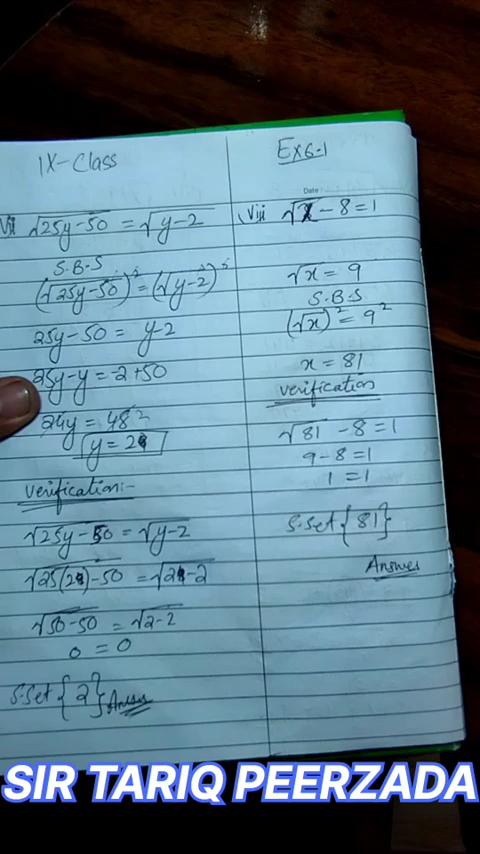 IX-Class
Vii √25y-50 = √y-2
S.B.S
(√25y-50)² = (√y-2)²
25y-50 = y-2
25y-y = -2+50
24y = 48 2
y = 2
Verification:-
√25y-50 = √y-2
√25(2)-50 = √2-2
√50-50 = √2-2
0 = 0
S.Set {2} Answer
Ex6.1
Date
Viii √x - 8 = 1
√x = 9
S.B.S
(√x)² = 9²
x = 81
verification
√81 - 8 = 1
9-8 = 1
1 = 1
S.Set {81}
Answer
SIR TARIQ PEERZADA